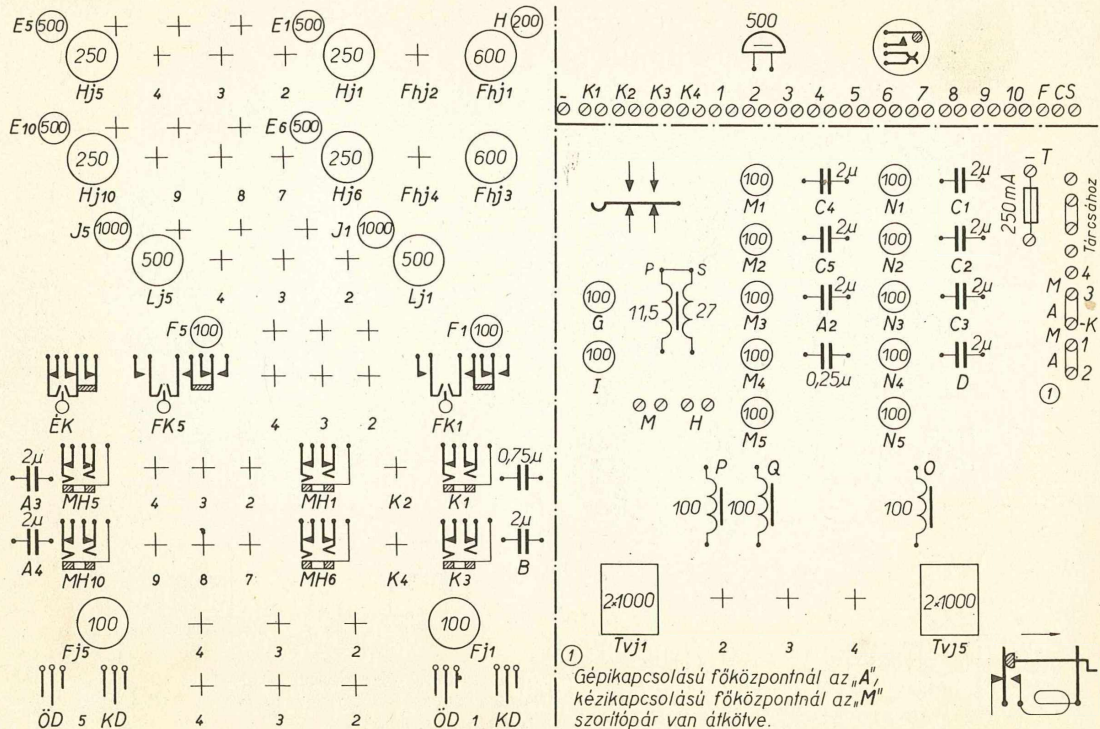 E5 500 E1 500 H 200
250 250 600
Hj5 4 3 2 Hj1 Fhj2 Fhj1
E10 500 E6 500
250 250 600
Hj10 9 8 7 Hj6 Fhj4 Fhj3
J5 1000 J1 1000
500 500
Lj5 4 3 2 Lj1
F5 100 F1 100
ÉK FK5 4 3 2 FK1
2µ 0,75µ
A3 MH5 4 3 2 MH1 K2 K1
2µ 2µ
A4 MH10 9 8 7 MH6 K4 K3 B
100 100
Fj5 4 3 2 Fj1
ÖD 5 KD 4 3 2 ÖD 1 KD
500
- K1 K2 K3 K4 1 2 3 4 5 6 7 8 9 10 F CS
100 2µ 100 2µ
M1 C4 N1 C1
100 2µ 100 2µ
M2 C5 N2 C2
100 2µ 100 2µ
M3 A2 N3 C3
100 100 2µ
M4 0,25µ N4 D
100 100
M5 N5
P S
100 11,5 27
G
100
I
M H
- T
250 mA
Tárcsához
4
M 3
A -K
M 1
A 2
①
P Q O
100 100 100
2×1000 2×1000
Tvj1 2 3 4 Tvj5
①
Gépikapcsolású főközpontnál az „A",
kézikapcsolású főközpontnál az „M"
szoritópár van átkötve.